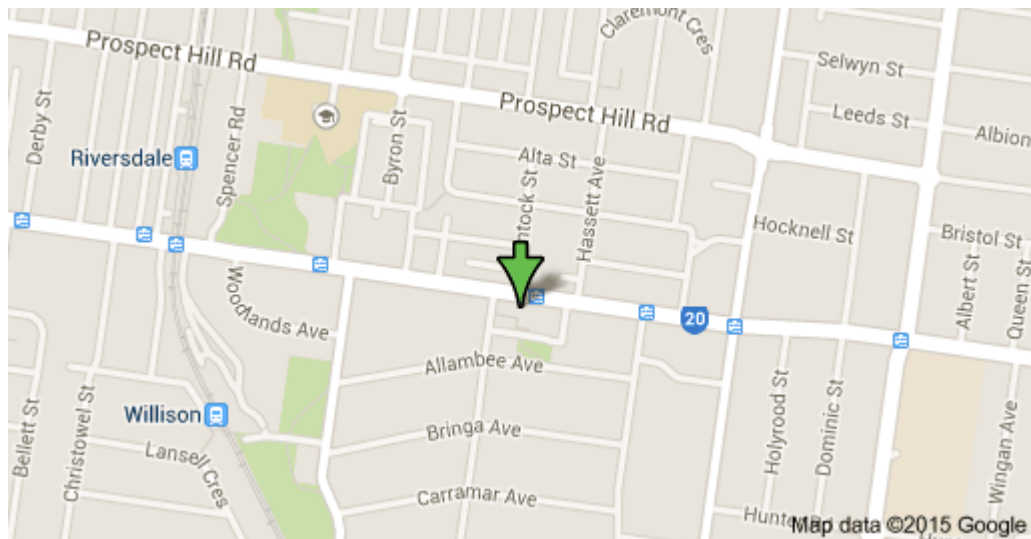 Claremont Cres
Prospect Hill Rd
Selwyn St
Prospect Hill Rd
Leeds St
Albion
Derby St
Spencer Rd
Riversdale
Byron St
Alta St
ntock St
Hassett Ave
Hocknell St
Bristol St
Woodlands Ave
20
Albert St
Queen St
Allambee Ave
Willison
Bellett St
Christowel St
Lansell Cres
Bringa Ave
Holyrood St
Dominic St
Wingan Ave
Carramar Ave
Map data ©2015 Google